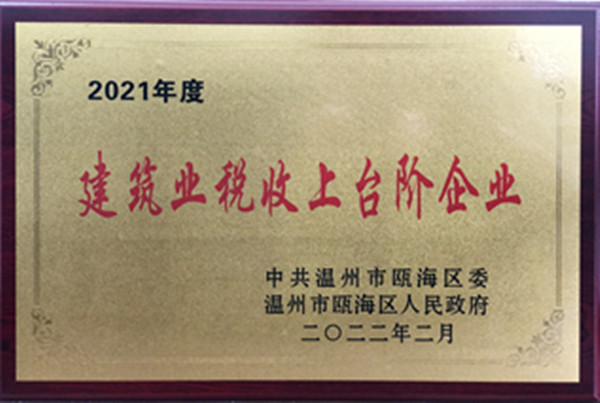 2021年度
建筑业税收上台阶企业
中共温州市瓯海区委
温州市瓯海区人民政府
二〇二二年二月